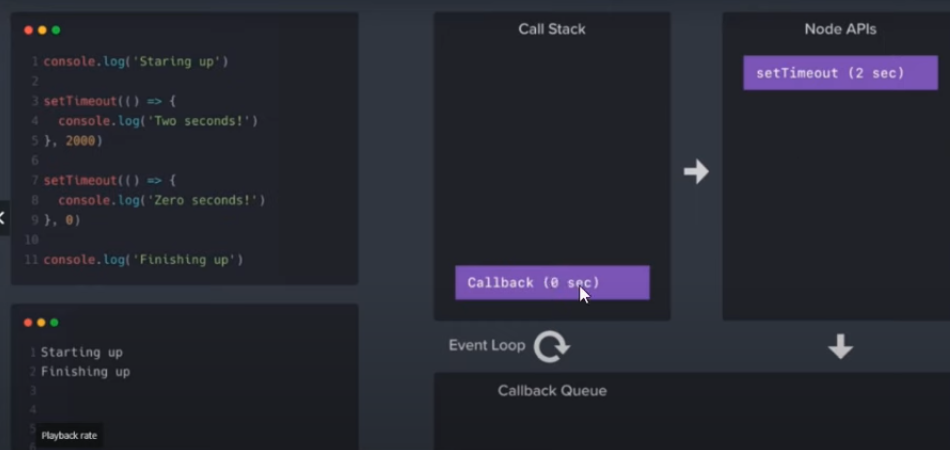 1 console.log('Staring up')
2
3 setTimeout(() => {
4 console.log('Two seconds!')
5 }, 2000)
6
7 setTimeout(() => {
8 console.log('Zero seconds!')
9 }, 0)
10
11 console.log('Finishing up')
1 Starting up
2 Finishing up
3
4
5
Playback rate
Call Stack
Callback (0 sec)
Event Loop
Callback Queue
Node APIs
setTimeout (2 sec)